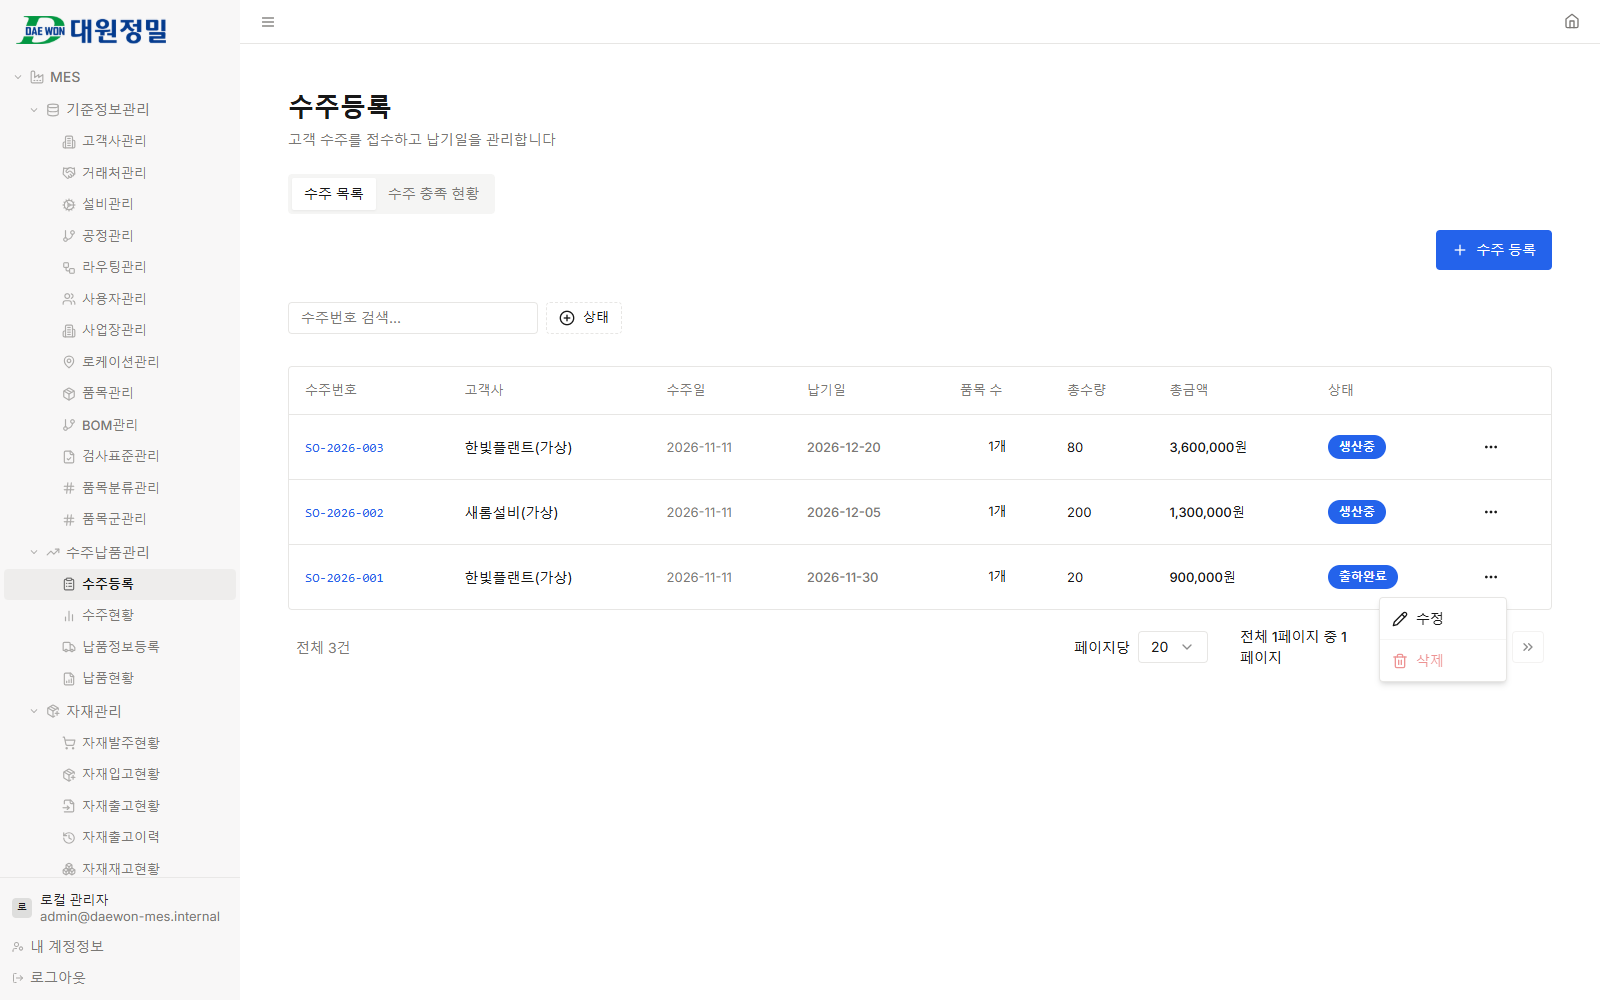 DAE WON 대원정밀
MES
기준정보관리
고객사관리
거래처관리
설비관리
공정관리
라우팅관리
사용자관리
사업장관리
로케이션관리
품목관리
BOM관리
검사표준관리
품목분류관리
품목군관리
수주납품관리
수주등록
수주현황
납품정보등록
납품현황
자재관리
자재발주현황
자재입고현황
자재출고현황
자재출고이력
자재재고현황
로
로컬 관리자
admin@daewon-mes.internal
내 계정정보
로그아웃
수주등록
고객 수주를 접수하고 납기일을 관리합니다
수주 목록 수주 충족 현황
수주 등록
수주번호 검색... 상태
수주번호 고객사 수주일 납기일 품목 수 총수량 총금액 상태
SO-2026-003 한빛플랜트(가상) 2026-11-11 2026-12-20 1개 80 3,600,000원 생산중
SO-2026-002 새롬설비(가상) 2026-11-11 2026-12-05 1개 200 1,300,000원 생산중
SO-2026-001 한빛플랜트(가상) 2026-11-11 2026-11-30 1개 20 900,000원 출하완료
수정
삭제
전체 3건 페이지당 20 전체 1페이지 중 1
페이지